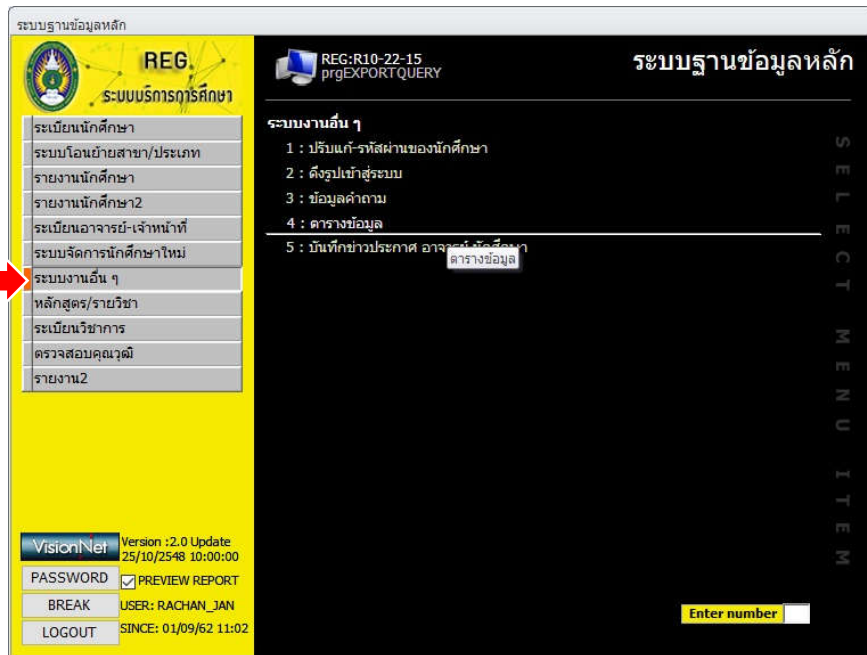 ระบบฐานข้อมูลหลัก
REG.
ระบบบริการการศึกษา
ระเบียนนักศึกษา
ระบบโอนย้ายสาขา/ประเภท
รายงานนักศึกษา
รายงานนักศึกษา2
ระเบียนอาจารย์-เจ้าหน้าที่
ระบบจัดการนักศึกษาใหม่
ระบบงานอื่น ๆ
หลักสูตร/รายวิชา
ระเบียนวิชาการ
ตรวจสอบคุณวุฒิ
รายงาน2
VisionNet
Version :2.0 Update
25/10/2548 10:00:00
PASSWORD
PREVIEW REPORT
BREAK
USER: RACHAN_JAN
LOGOUT
SINCE: 01/09/62 11:02
REG:R10-22-15
prgEXPORTQUERY
ระบบฐานข้อมูลหลัก
ระบบงานอื่น ๆ
1 : ปรับแก้-รหัสผ่านของนักศึกษา
2 : ดึงรูปเข้าสู่ระบบ
3 : ข้อมูลคำถาม
4 : ตารางข้อมูล
5 : บันทึกข่าวประกาศ อาจารย์ นักศึกษา
ตารางข้อมูล
SELECT MENU ITEM
Enter number